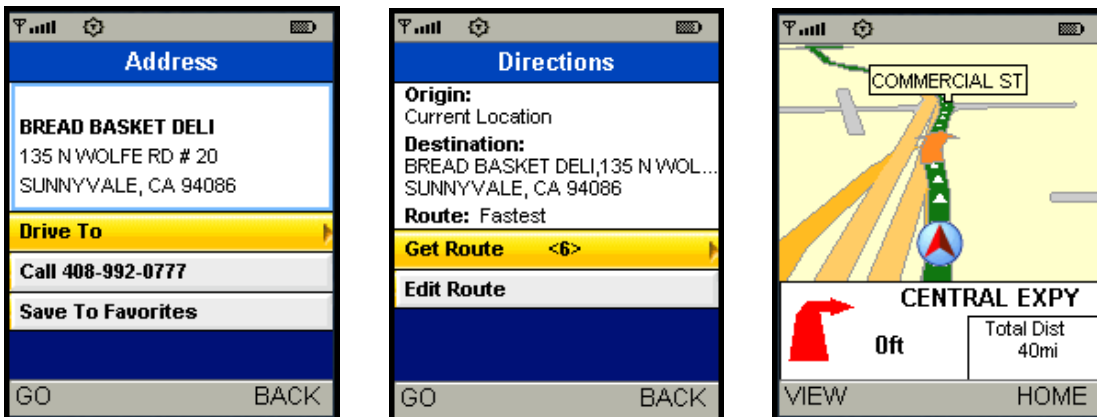 Address
BREAD BASKET DELI
135 N WOLFE RD # 20
SUNNYVALE, CA 94086
Drive To
Call 408-992-0777
Save To Favorites
GO BACK
Directions
Origin:
Current Location
Destination:
BREAD BASKET DELI,135 N WOL...
SUNNYVALE, CA 94086
Route: Fastest
Get Route <6>
Edit Route
GO BACK
COMMERCIAL ST
CENTRAL EXPY
0ft
Total Dist
40mi
VIEW HOME